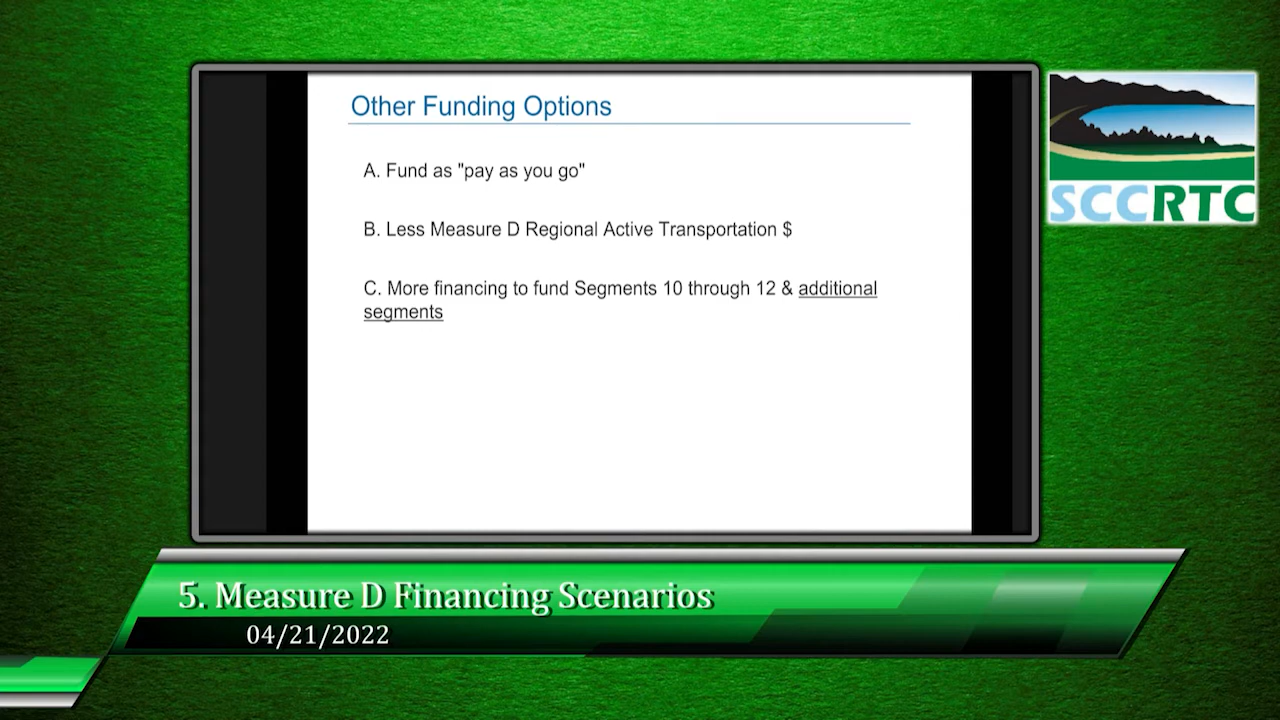 Other Funding Options
A. Fund as "pay as you go"
B. Less Measure D Regional Active Transportation $
C. More financing to fund Segments 10 through 12 & additional
segments
SCCRTC
5. Measure D Financing Scenarios
04/21/2022